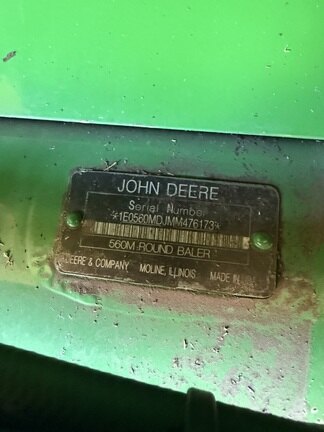 JOHN DEERE
Serial Number
*1E0560MDJMM476173*
560M ROUND BALER
DEERE & COMPANY MOLINE, ILLINOIS MADE IN